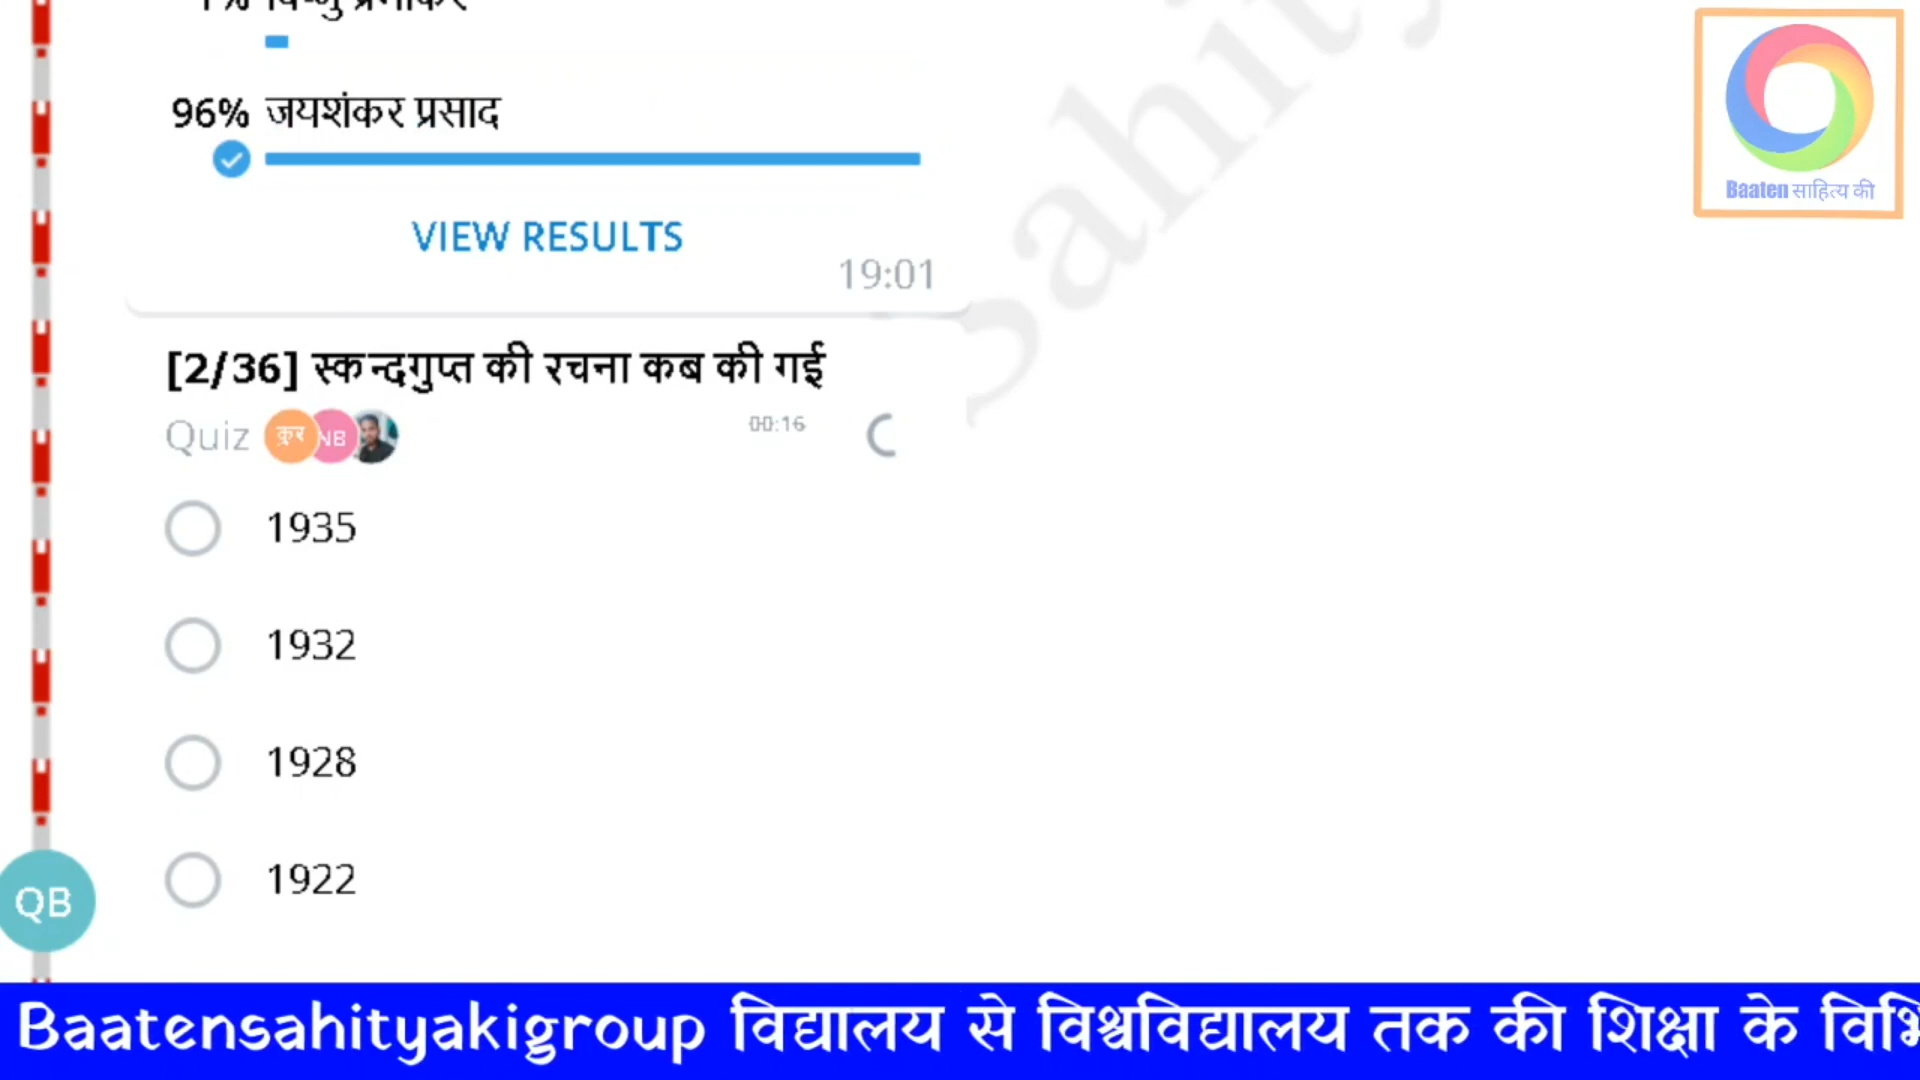 96% जयशंकर प्रसाद
VIEW RESULTS
19:01
[2/36] स्कन्दगुप्त की रचना कब की गई
Quiz कुर NB 00:16
1935
1932
1928
1922
QB
Baaten साहित्य की
Baatensahityakigroup विद्यालय से विश्वविद्यालय तक की शिक्षा के